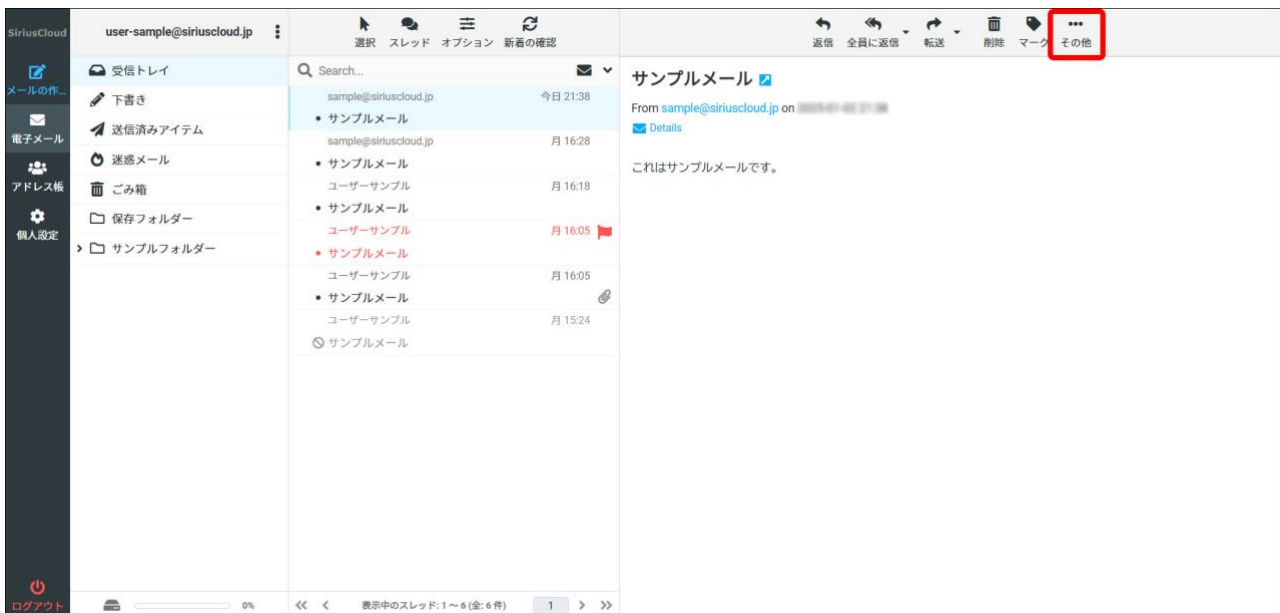 SiriusCloud
メールの作...
電子メール
アドレス帳
個人設定
ログアウト
user-sample@siriuscloud.jp
受信トレイ
下書き
送信済みアイテム
迷惑メール
ごみ箱
保存フォルダー
サンプルフォルダー
0%
選択 スレッド オプション 新着の確認
Search...
sample@siriuscloud.jp 今日 21:38
サンプルメール
sample@siriuscloud.jp 月 16:28
サンプルメール
ユーザーサンプル 月 16:18
サンプルメール
ユーザーサンプル 月 16:05
サンプルメール
ユーザーサンプル 月 16:05
サンプルメール
ユーザーサンプル 月 15:24
サンプルメール
表示中のスレッド: 1 ～ 6 (全: 6 件) 1
返信 全員に返信 転送 削除 マーク その他
サンプルメール
From sample@siriuscloud.jp on
Details
これはサンプルメールです。